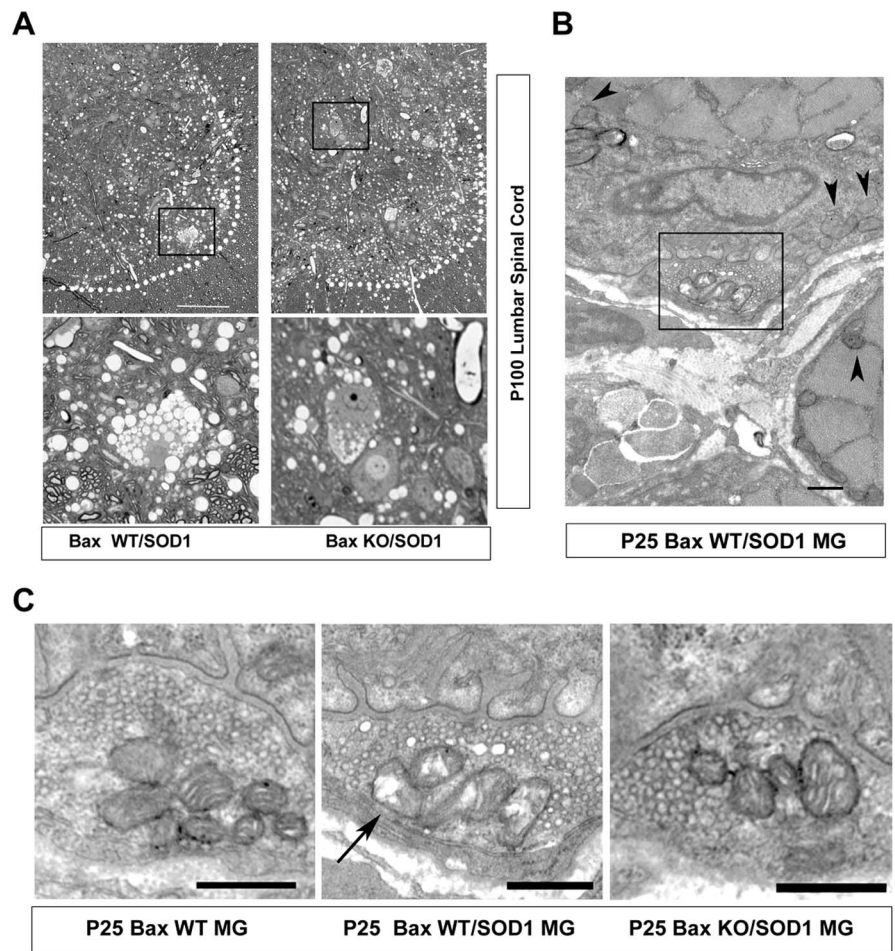 A
B
P100 Lumbar Spinal Cord
Bax WT/SOD1
Bax KO/SOD1
P25 Bax WT/SOD1 MG
C
P25 Bax WT MG
P25 Bax WT/SOD1 MG
P25 Bax KO/SOD1 MG